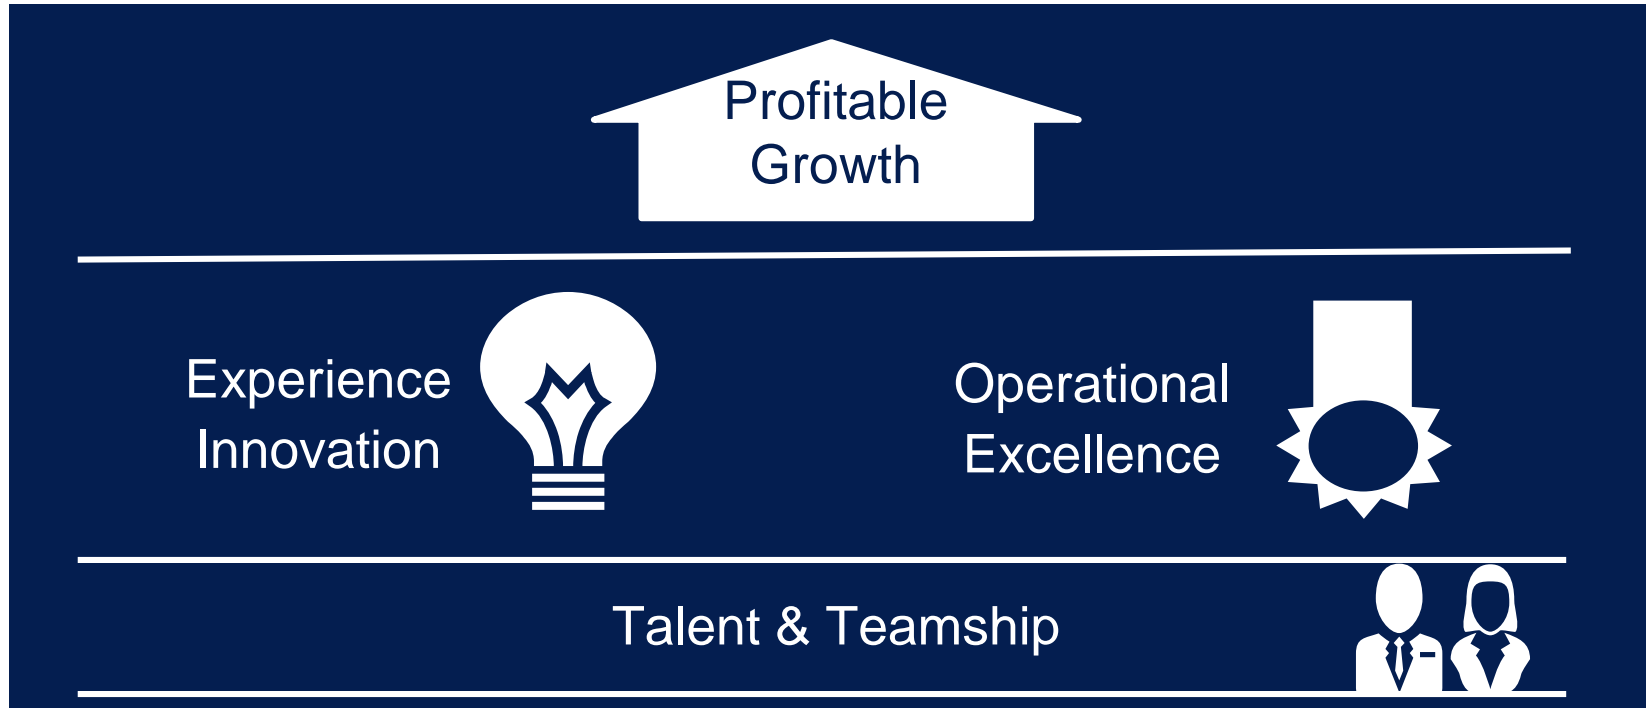 Profitable
Growth
Experience
Innovation
Operational
Excellence
Talent & Teamship